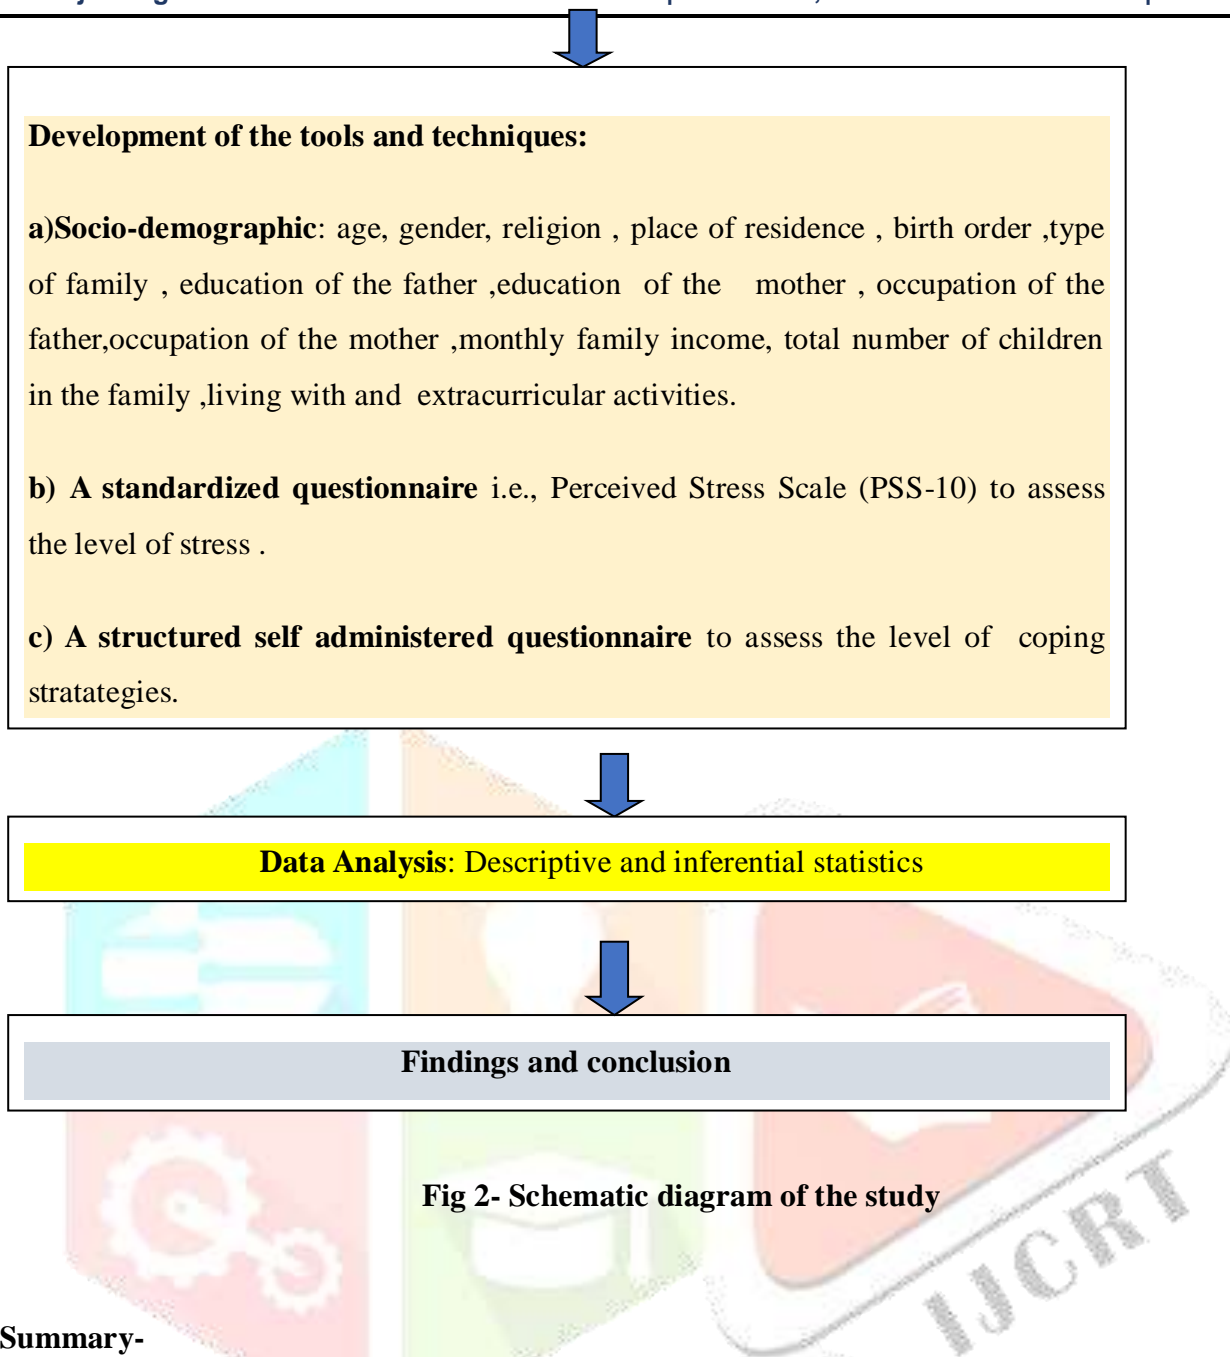 Development of the tools and techniques:
a)Socio-demographic: age, gender, religion , place of residence , birth order ,type
of family , education of the father ,education of the mother , occupation of the
father,occupation of the mother ,monthly family income, total number of children
in the family ,living with and extracurricular activities.
b) A standardized questionnaire i.e., Perceived Stress Scale (PSS-10) to assess
the level of stress .
c) A structured self administered questionnaire to assess the level of coping
stratategies.
Data Analysis: Descriptive and inferential statistics
Findings and conclusion
Fig 2- Schematic diagram of the study
IJCRT
Summary-